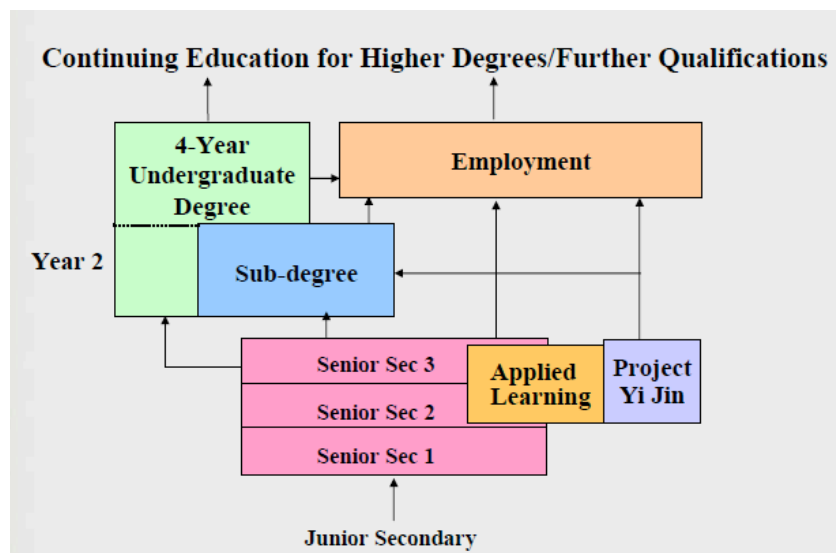 Continuing Education for Higher Degrees/Further Qualifications
4-Year
Undergraduate
Degree
Employment
Year 2
Sub-degree
Senior Sec 3
Senior Sec 2
Senior Sec 1
Applied
Learning
Project
Yi Jin
Junior Secondary